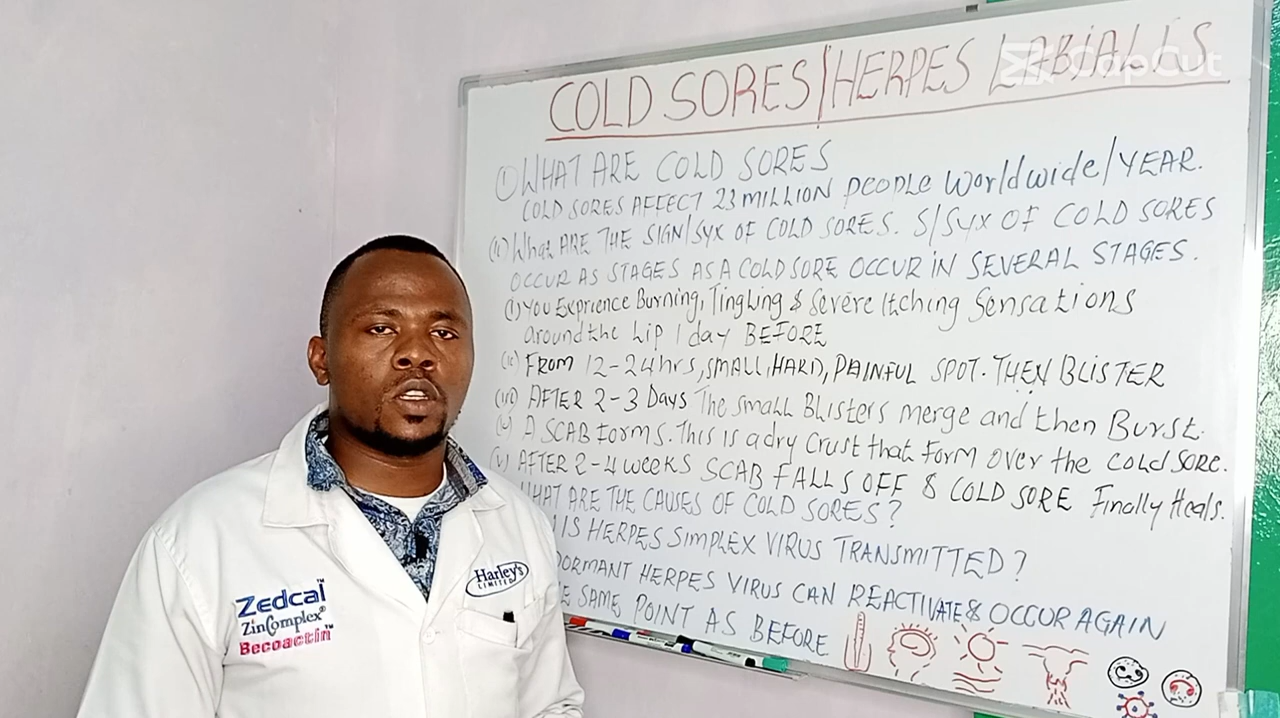 CapCut
COLD SORES/HERPES LABIALIS
(i) WHAT ARE COLD SORES
COLD SORES AFFECT 23 MILLION PEOPLE Worldwide/YEAR.
(ii) What ARE THE SIGN/SYX OF COLD SORES. S/SYX OF COLD SORES
OCCUR AS STAGES AS A COLD SORE OCCUR IN SEVERAL STAGES.
(i) YOU Exprience Burning, Tingling & Severe Itching Sensations
around the Lip 1 day BEFORE
(ii) FROM 12-24hrs, SMALL, HARD, PAINFUL SPOT. THEN BLISTER
(iii) AFTER 2-3 Days The small Blisters merge and then Burst.
A SCAB Forms. This is a dry Crust that Form over the cold sore.
(v) AFTER 2-4 weeks SCAB FALLS OFF & COLD SORE Finally Heals.
WHAT ARE THE CAUSES OF COLD SORES?
IS HERPES SIMPLEX VIRUS TRANSMITTED?
DORMANT HERPES VIRUS CAN REACTIVATE & OCCUR AGAIN
SAME POINT AS BEFORE
Zedcal™
ZinComplex®
Becoactin™
Harley's
LIMITED